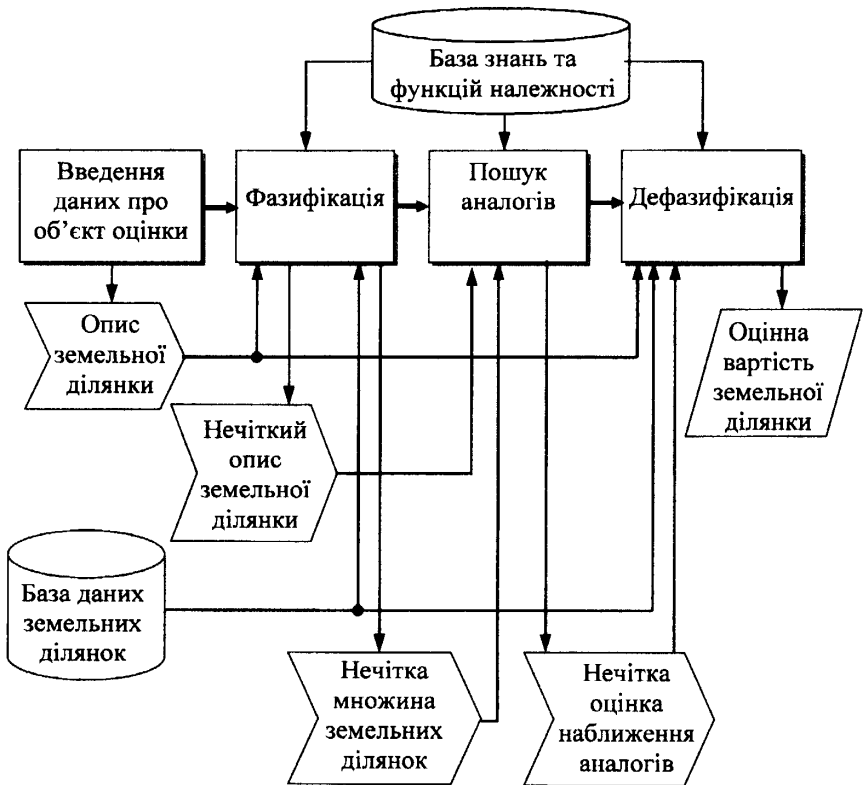 База знань та
функцій належності
Введення
даних про
об’єкт оцінки
Фазифікація
Пошук
аналогів
Дефазифікація
Опис
земельної
ділянки
Оцінна
вартість
земельної
ділянки
Нечіткий
опис
земельної
ділянки
База даних
земельних
ділянок
Нечітка
множина
земельних
ділянок
Нечітка
оцінка
наближення
аналогів